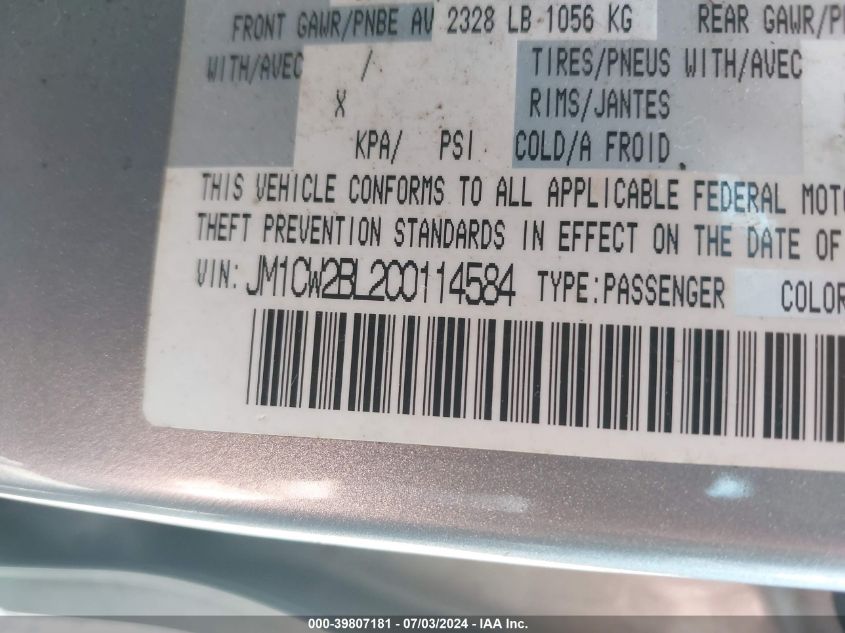 FRONT GAWR/PNBE AV 2328 LB 1056 KG REAR GAWR/
WITH/AVEC / TIRES/PNEUS WITH/AVEC
X RIMS/JANTES
KPA/ PSI COLD/A FROID
THIS VEHICLE CONFORMS TO ALL APPLICABLE FEDERAL MOTO
THEFT PREVENTION STANDARDS IN EFFECT ON THE DATE OF
VIN: JM1CW2BL2C0114584 TYPE:PASSENGER COLOR
000-39807181 - 07/03/2024 - IAA Inc.